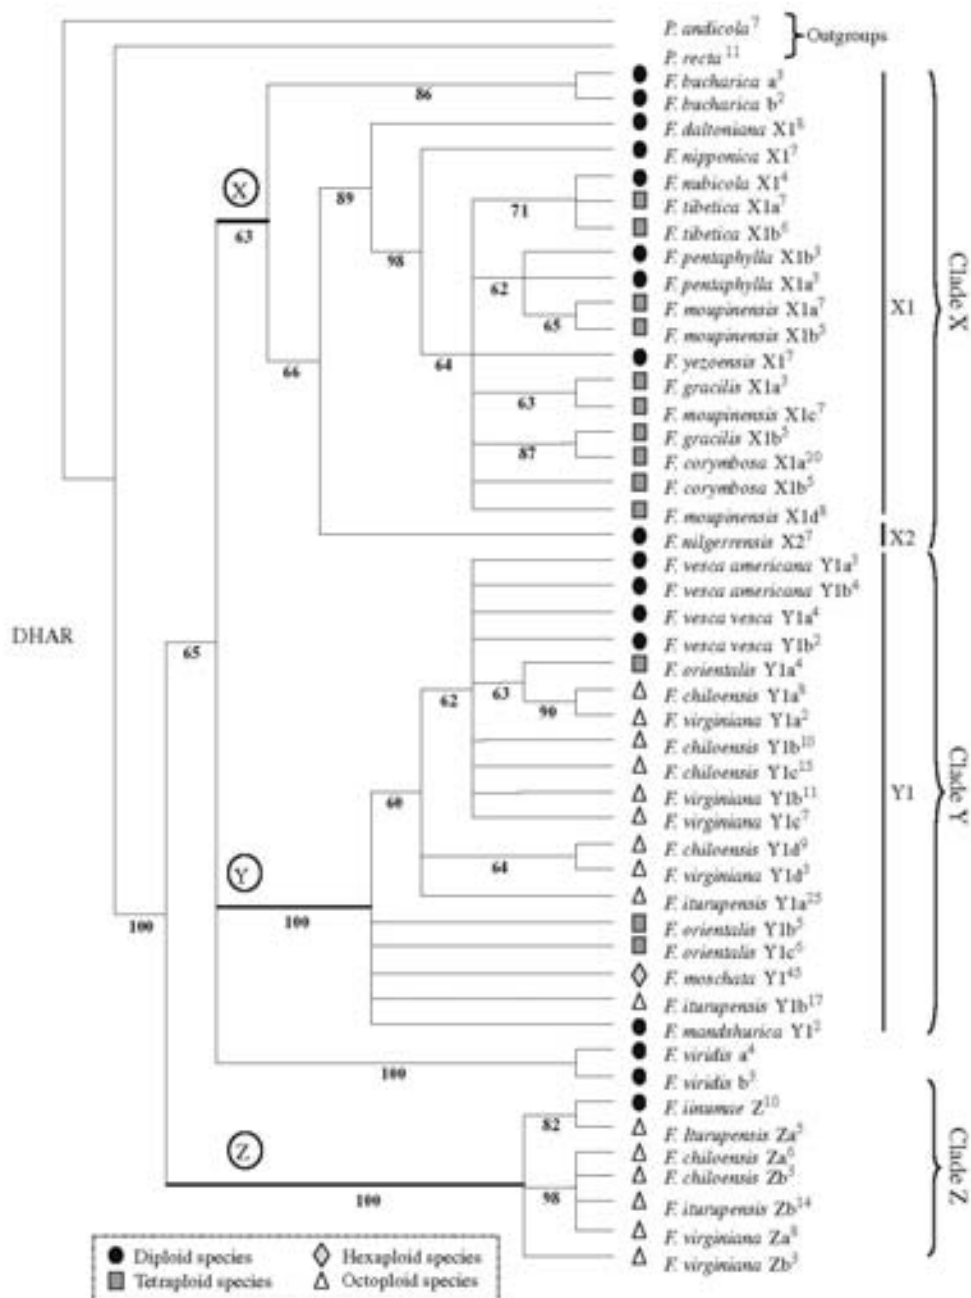 P. andicola⁷
Outgroups
P. recta¹¹
F. bucharica a³
86
F. bucharica b²
F. daltoniana X1⁸
F. nipponica X1⁷
X
89
F. nubicola X1⁴
71
F. tibetica X1a⁷
63
F. tibetica X1b⁶
98
F. pentaphylla X1b³
62
F. pentaphylla X1a³
F. moupinensis X1a⁷
65
F. moupinensis X1b⁵
X1
Clade X
66
64
F. yezoensis X1⁷
F. gracilis X1a³
63
F. moupinensis X1c⁷
F. gracilis X1b⁵
87
F. corymbosa X1a²⁰
F. corymbosa X1b⁵
F. moupinensis X1d⁸
F. nilgerrensis X2⁷
X2
F. vesca americana Y1a³
F. vesca americana Y1b⁴
F. vesca vesca Y1a⁴
DHAR
65
F. vesca vesca Y1b²
F. orientalis Y1a⁴
62
63
F. chiloensis Y1a⁸
90
F. virginiana Y1a²
F. chiloensis Y1b¹⁰
F. chiloensis Y1c¹⁵
60
F. virginiana Y1b¹¹
Y1
Clade Y
F. virginiana Y1c⁷
F. chiloensis Y1d⁹
64
Y
F. virginiana Y1d³
F. iturupensis Y1a²⁵
100
100
F. orientalis Y1b⁵
F. orientalis Y1c⁶
F. moschata Y1⁴⁵
F. iturupensis Y1b¹⁷
F. mandshurica Y1²
F. viridis a⁴
100
F. viridis b³
F. iinumae Z¹⁰
82
F. Iturupensis Za⁵
Z
F. chiloensis Za⁶
F. chiloensis Zb⁵
Clade Z
100
98
F. iturupensis Zb¹⁴
F. virginiana Za⁸
F. virginiana Zb³
Diploid species
Hexaploid species
Tetraploid species
Octoploid species